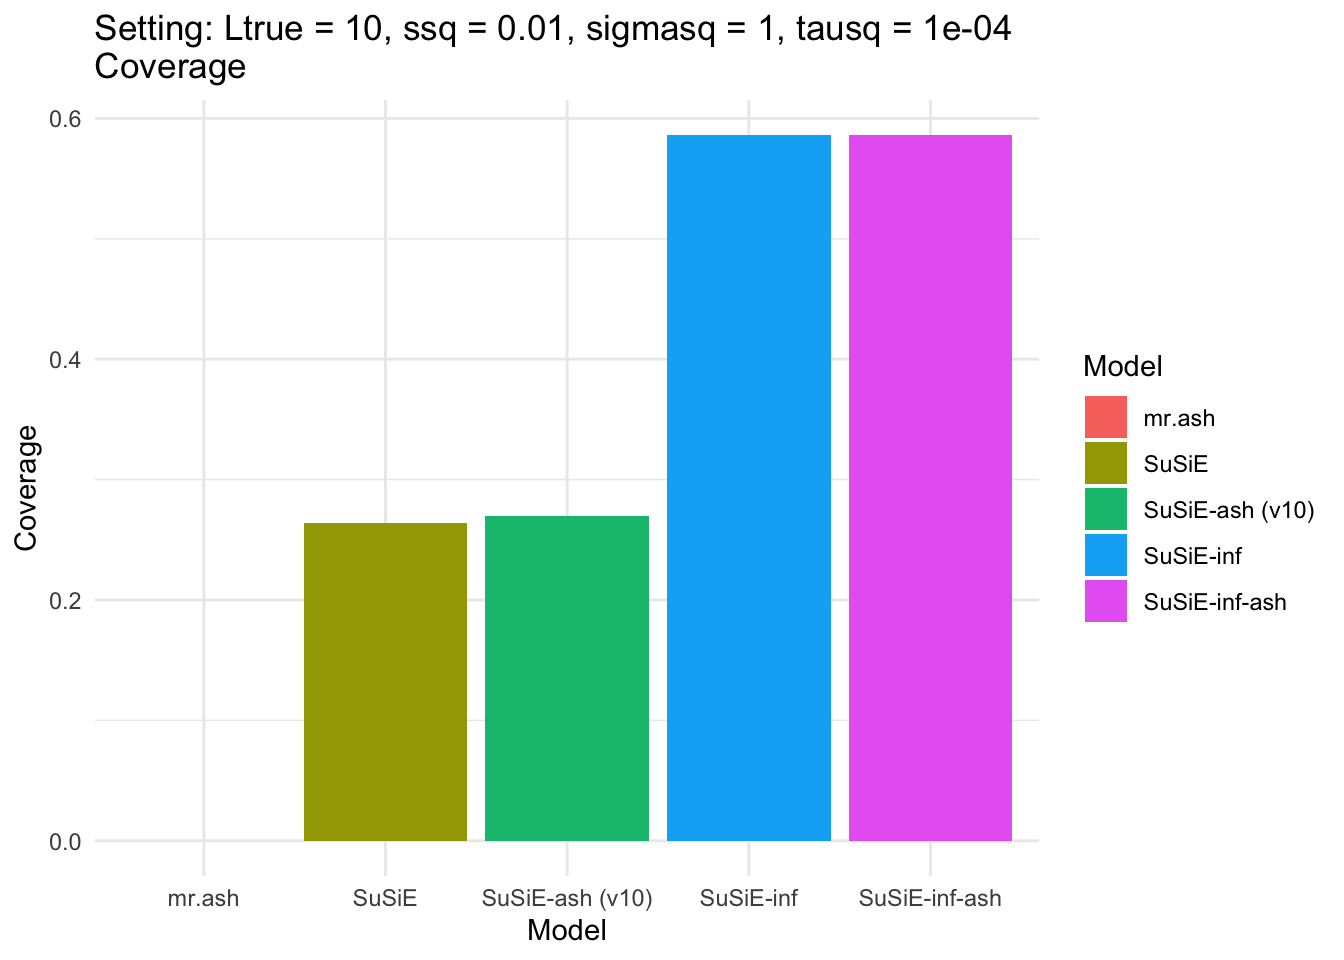 Setting: Ltrue = 10, ssq = 0.01, sigmasq = 1, tausq = 1e-04
Coverage
0.6
0.4
0.2
0.0
Coverage
mr.ash
SuSiE
SuSiE-ash (v10)
SuSiE-inf
SuSiE-inf-ash
Model
Model
mr.ash
SuSiE
SuSiE-ash (v10)
SuSiE-inf
SuSiE-inf-ash